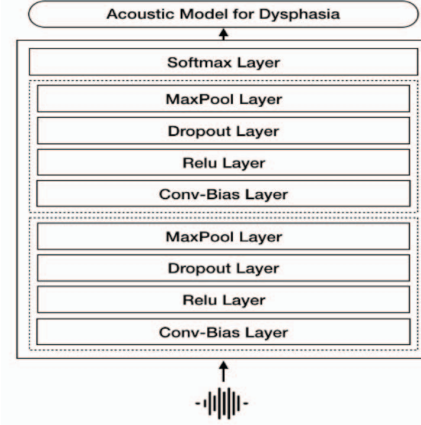 Acoustic Model for Dysphasia
Softmax Layer
MaxPool Layer
Dropout Layer
Relu Layer
Conv-Bias Layer
MaxPool Layer
Dropout Layer
Relu Layer
Conv-Bias Layer